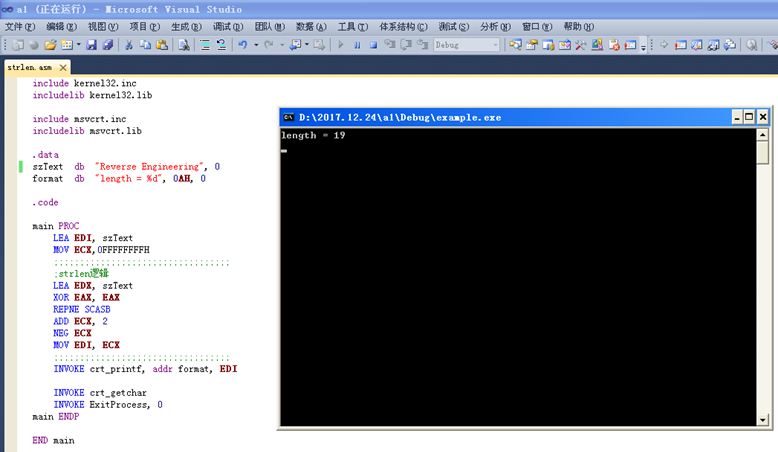 a1 (正在运行) - Microsoft Visual Studio
文件(F) 编辑(E) 视图(V) 项目(P) 生成(B) 调试(D) 团队(M) 数据(A) 工具(T) 体系结构(C) 测试(S) 分析(N) 窗口(W) 帮助(H)
Debug
strlen.asm
include kernel32.inc
includelib kernel32.lib
include msvcrt.inc
includelib msvcrt.lib
.data
szText db "Reverse Engineering", 0
format db "length = %d", 0AH, 0
.code
main PROC
LEA EDI, szText
MOV ECX,0FFFFFFFFH
;;;;;;;;;;;;;;;;;;;;;;;;;;;;;;;;;;
;strlen逻辑
LEA EDX, szText
XOR EAX, EAX
REPNE SCASB
ADD ECX, 2
NEG ECX
MOV EDI, ECX
;;;;;;;;;;;;;;;;;;;;;;;;;;;;;;;;;;
INVOKE crt_printf, addr format, EDI
INVOKE crt_getchar
INVOKE ExitProcess, 0
main ENDP
END main
D:\2017.12.24\a1\Debug\example.exe
length = 19